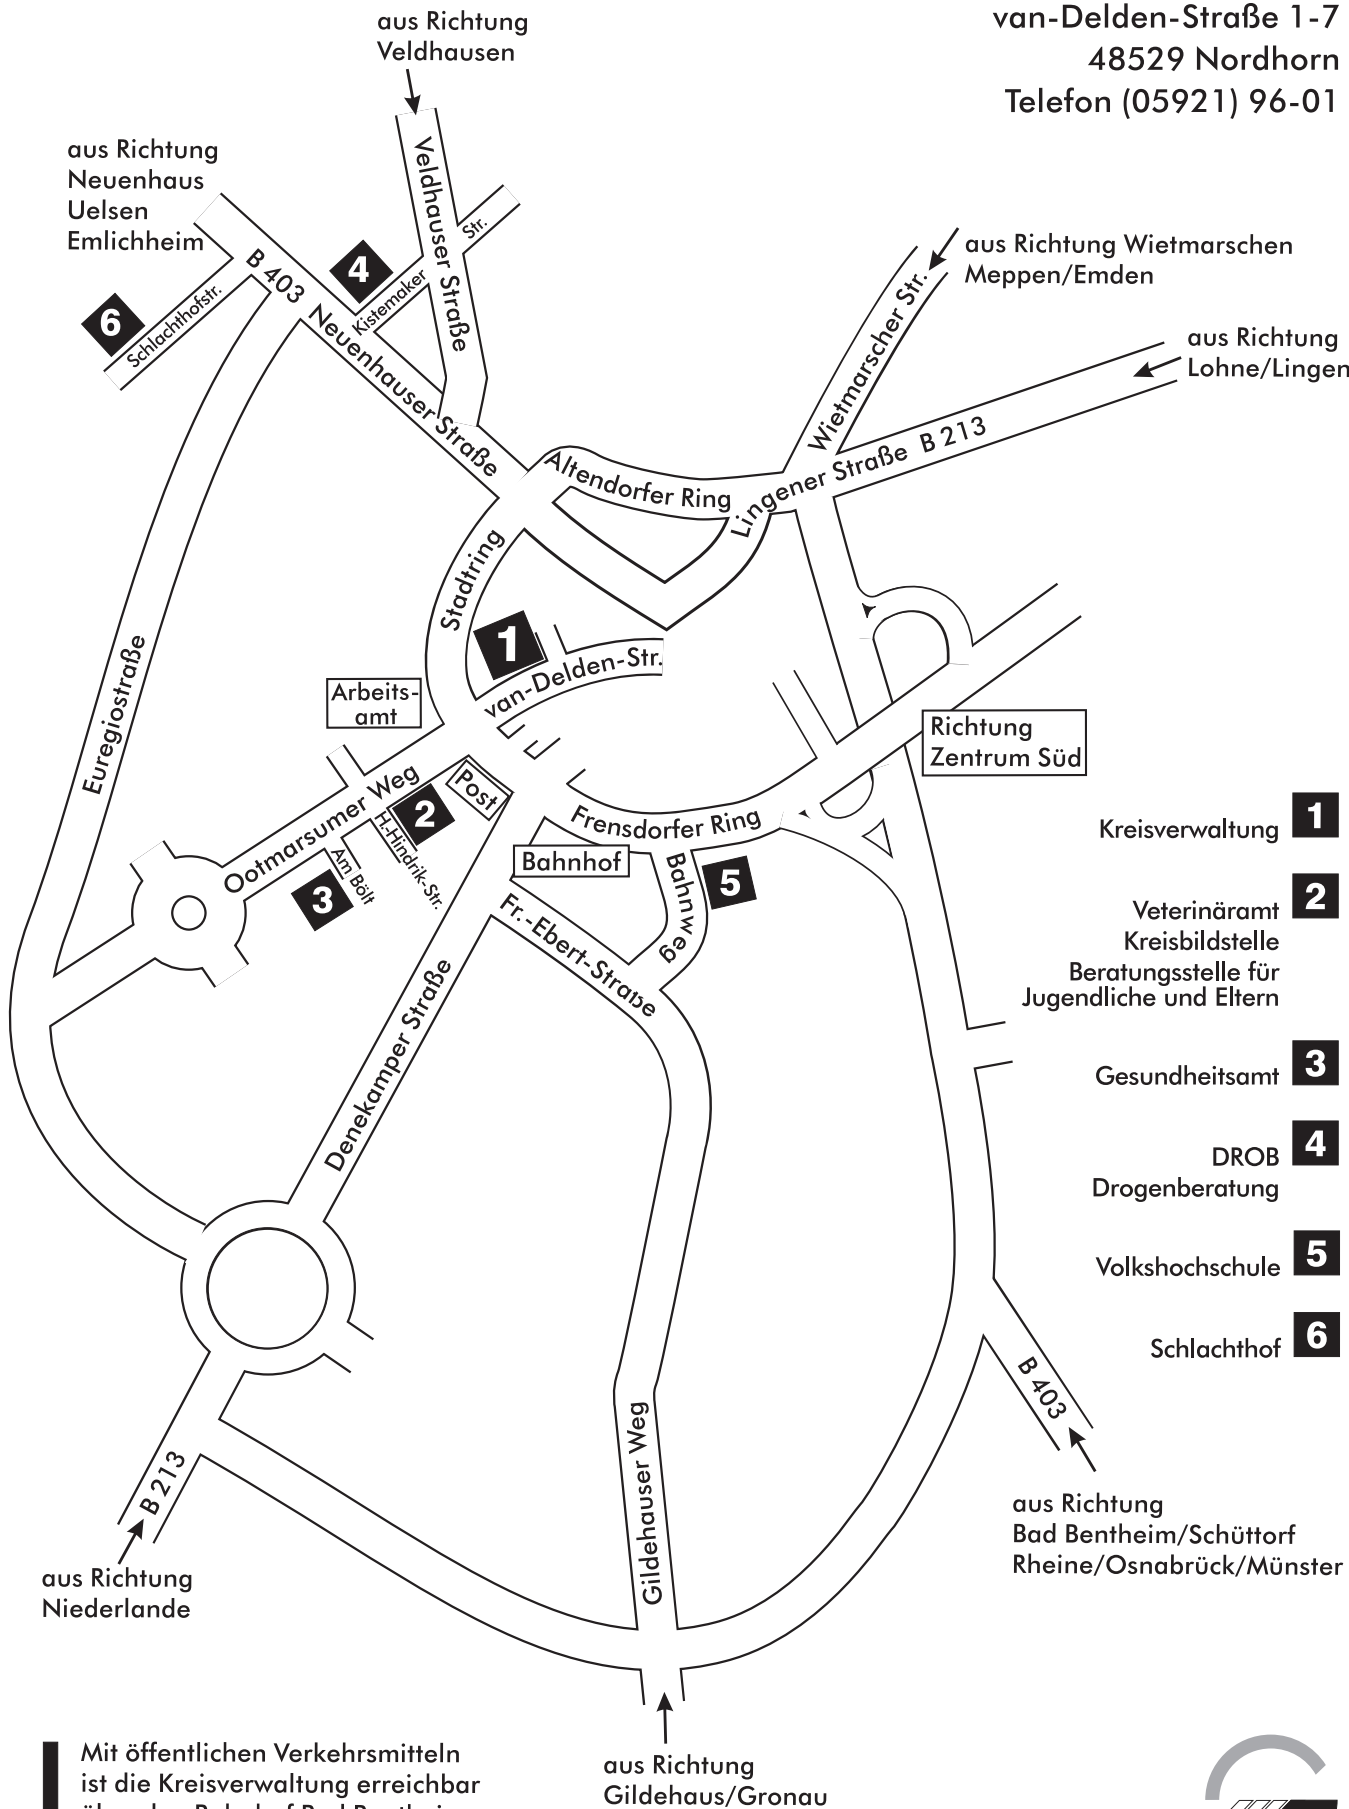 aus Richtung
Veldhausen
van-Delden-Straße 1-7
48529 Nordhorn
Telefon (05921) 96-01
aus Richtung
Neuenhaus
Uelsen
Emlichheim
Veldhauser Straße
Str.
Kistemaker
4
B 403
6
Schlachthofstr.
Neuenhauser Straße
aus Richtung Wietmarschen
Meppen/Emden
Wietmarscher Str.
aus Richtung
Lohne/Lingen
Lingener Straße B 213
Altendorfer Ring
Stadtring
1
van-Delden-Str.
Arbeits-
amt
Euregiostraße
Richtung
Zentrum Süd
Ootmarsumer Weg
Post
2
H.-Hindrik-Str.
Am Bölt
3
Frensdorfer Ring
Bahnhof
Bahnweg
5
Fr.-Ebert-Straße
Denekamper Straße
Kreisverwaltung 1
Veterinäramt 2
Kreisbildstelle
Beratungsstelle für
Jugendliche und Eltern
Gesundheitsamt 3
DROB 4
Drogenberatung
Volkshochschule 5
Schlachthof 6
B 403
aus Richtung
Bad Bentheim/Schüttorf
Rheine/Osnabrück/Münster
Gildehauser Weg
B 213
aus Richtung
Niederlande
aus Richtung
Gildehaus/Gronau
Mit öffentlichen Verkehrsmitteln
ist die Kreisverwaltung erreichbar